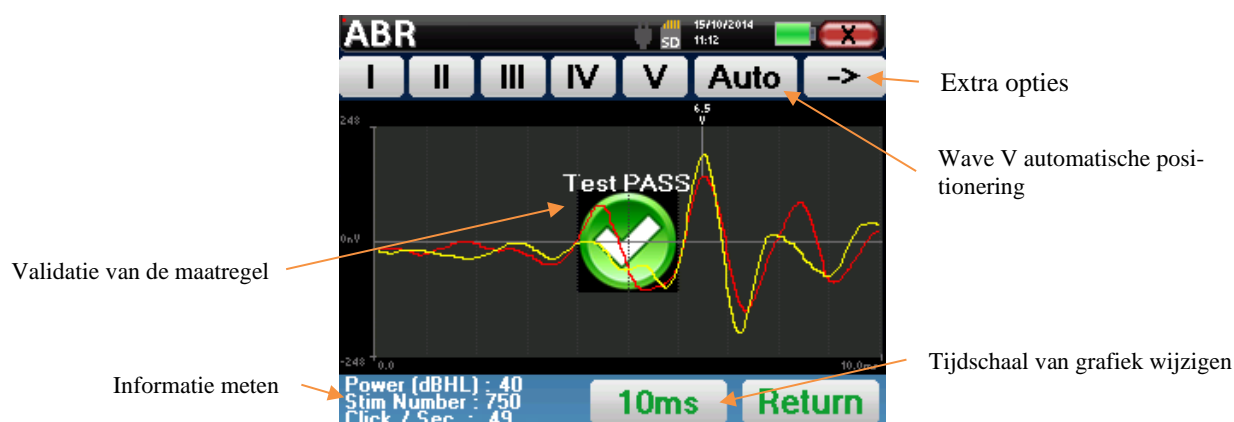 ABR
SD
15/10/2014
11:12
X
I II III IV V Auto ->
Extra opties
248
6.5
V
Wave V automatische posi-
tionering
Test PASS
0nV
Validatie van de maatregel
-248
0.0
10.0ms
Tijdschaal van grafiek wijzigen
Informatie meten
Power (dBHL) : 40
Stim Number : 750
Click / Sec. : 49
10ms
Return